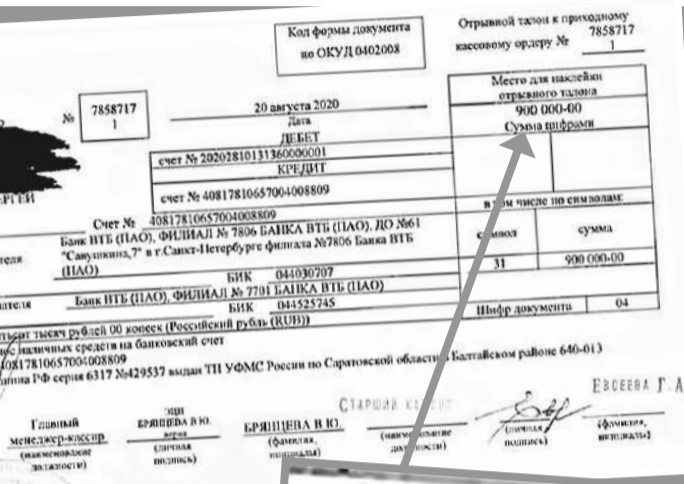 Код формы документа
по ОКУД 0402008
Отрывной талон к приходному
кассовому ордеру №
7858717
1
№
7858717
1
20 августа 2020
Дата
Место для наклейки
отрывного талона
900 000-00
Сумма цифрами
ДЕБЕТ
счет № 20202810131360000001
КРЕДИТ
счет № 40817810657004008809
Счет № 40817810657004008809
в том числе по символам:
Банк ВТБ (ПАО), ФИЛИАЛ № 7806 БАНКА ВТБ (ПАО), ДО №61
"Санушкина,7" в г.Санкт-Петербурге филиала №7806 Банка ВТБ
(ПАО)
символ
сумма
БИК 044030707
31
900 000-00
Банк ВТБ (ПАО), ФИЛИАЛ № 7701 БАНКА ВТБ (ПАО)
БИК 044525745
Шифр документа
04
тысяч рублей 00 копеек (Российский рубль (RUB))
наличных средств на банковский счет
40817810657004008809
РФ серия 6317 №429537 выдан ТП УФМС России по Саратовской области в Балтайском районе 640-013
СТАРШИЙ
ЕВСЕЕВА Г.А
Главный
менеджер-кассир
(наименование
должности)
БРЯНЦЕВА В Ю.
(личная
подпись)
БРЯНЦЕВА В Ю.
(фамилия,
инициалы)
(наименование
должности)
(личная
подпись)
(фамилия,
инициалы)